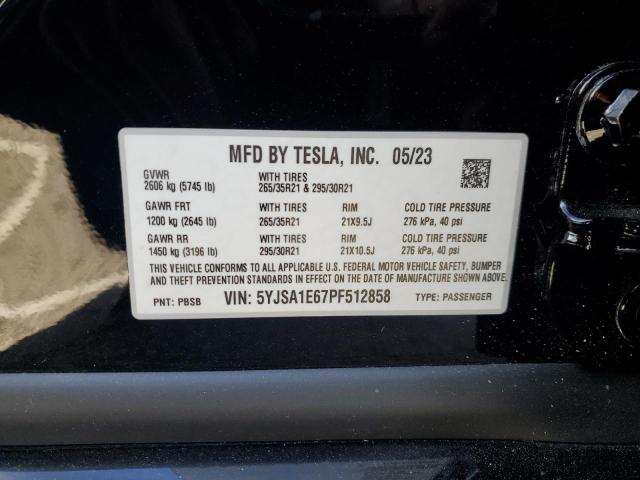 MFD BY TESLA, INC. 05/23
GVWR WITH TIRES
2606 kg (5745 lb) 265/35R21 & 295/30R21
GAWR FRT WITH TIRES RIM COLD TIRE PRESSURE
1200 kg (2645 lb) 265/35R21 21X9.5J 276 kPa, 40 psi
GAWR RR WITH TIRES RIM COLD TIRE PRESSURE
1450 kg (3196 lb) 295/30R21 21X10.5J 276 kPa, 40 psi
THIS VEHICLE CONFORMS TO ALL APPLICABLE U.S. FEDERAL MOTOR VEHICLE SAFETY, BUMPER
AND THEFT PREVENTION STANDARDS IN EFFECT ON THE DATE OF MANUFACTURE SHOWN ABOVE.
PNT: PBSB VIN: 5YJSA1E67PF512858 TYPE: PASSENGER